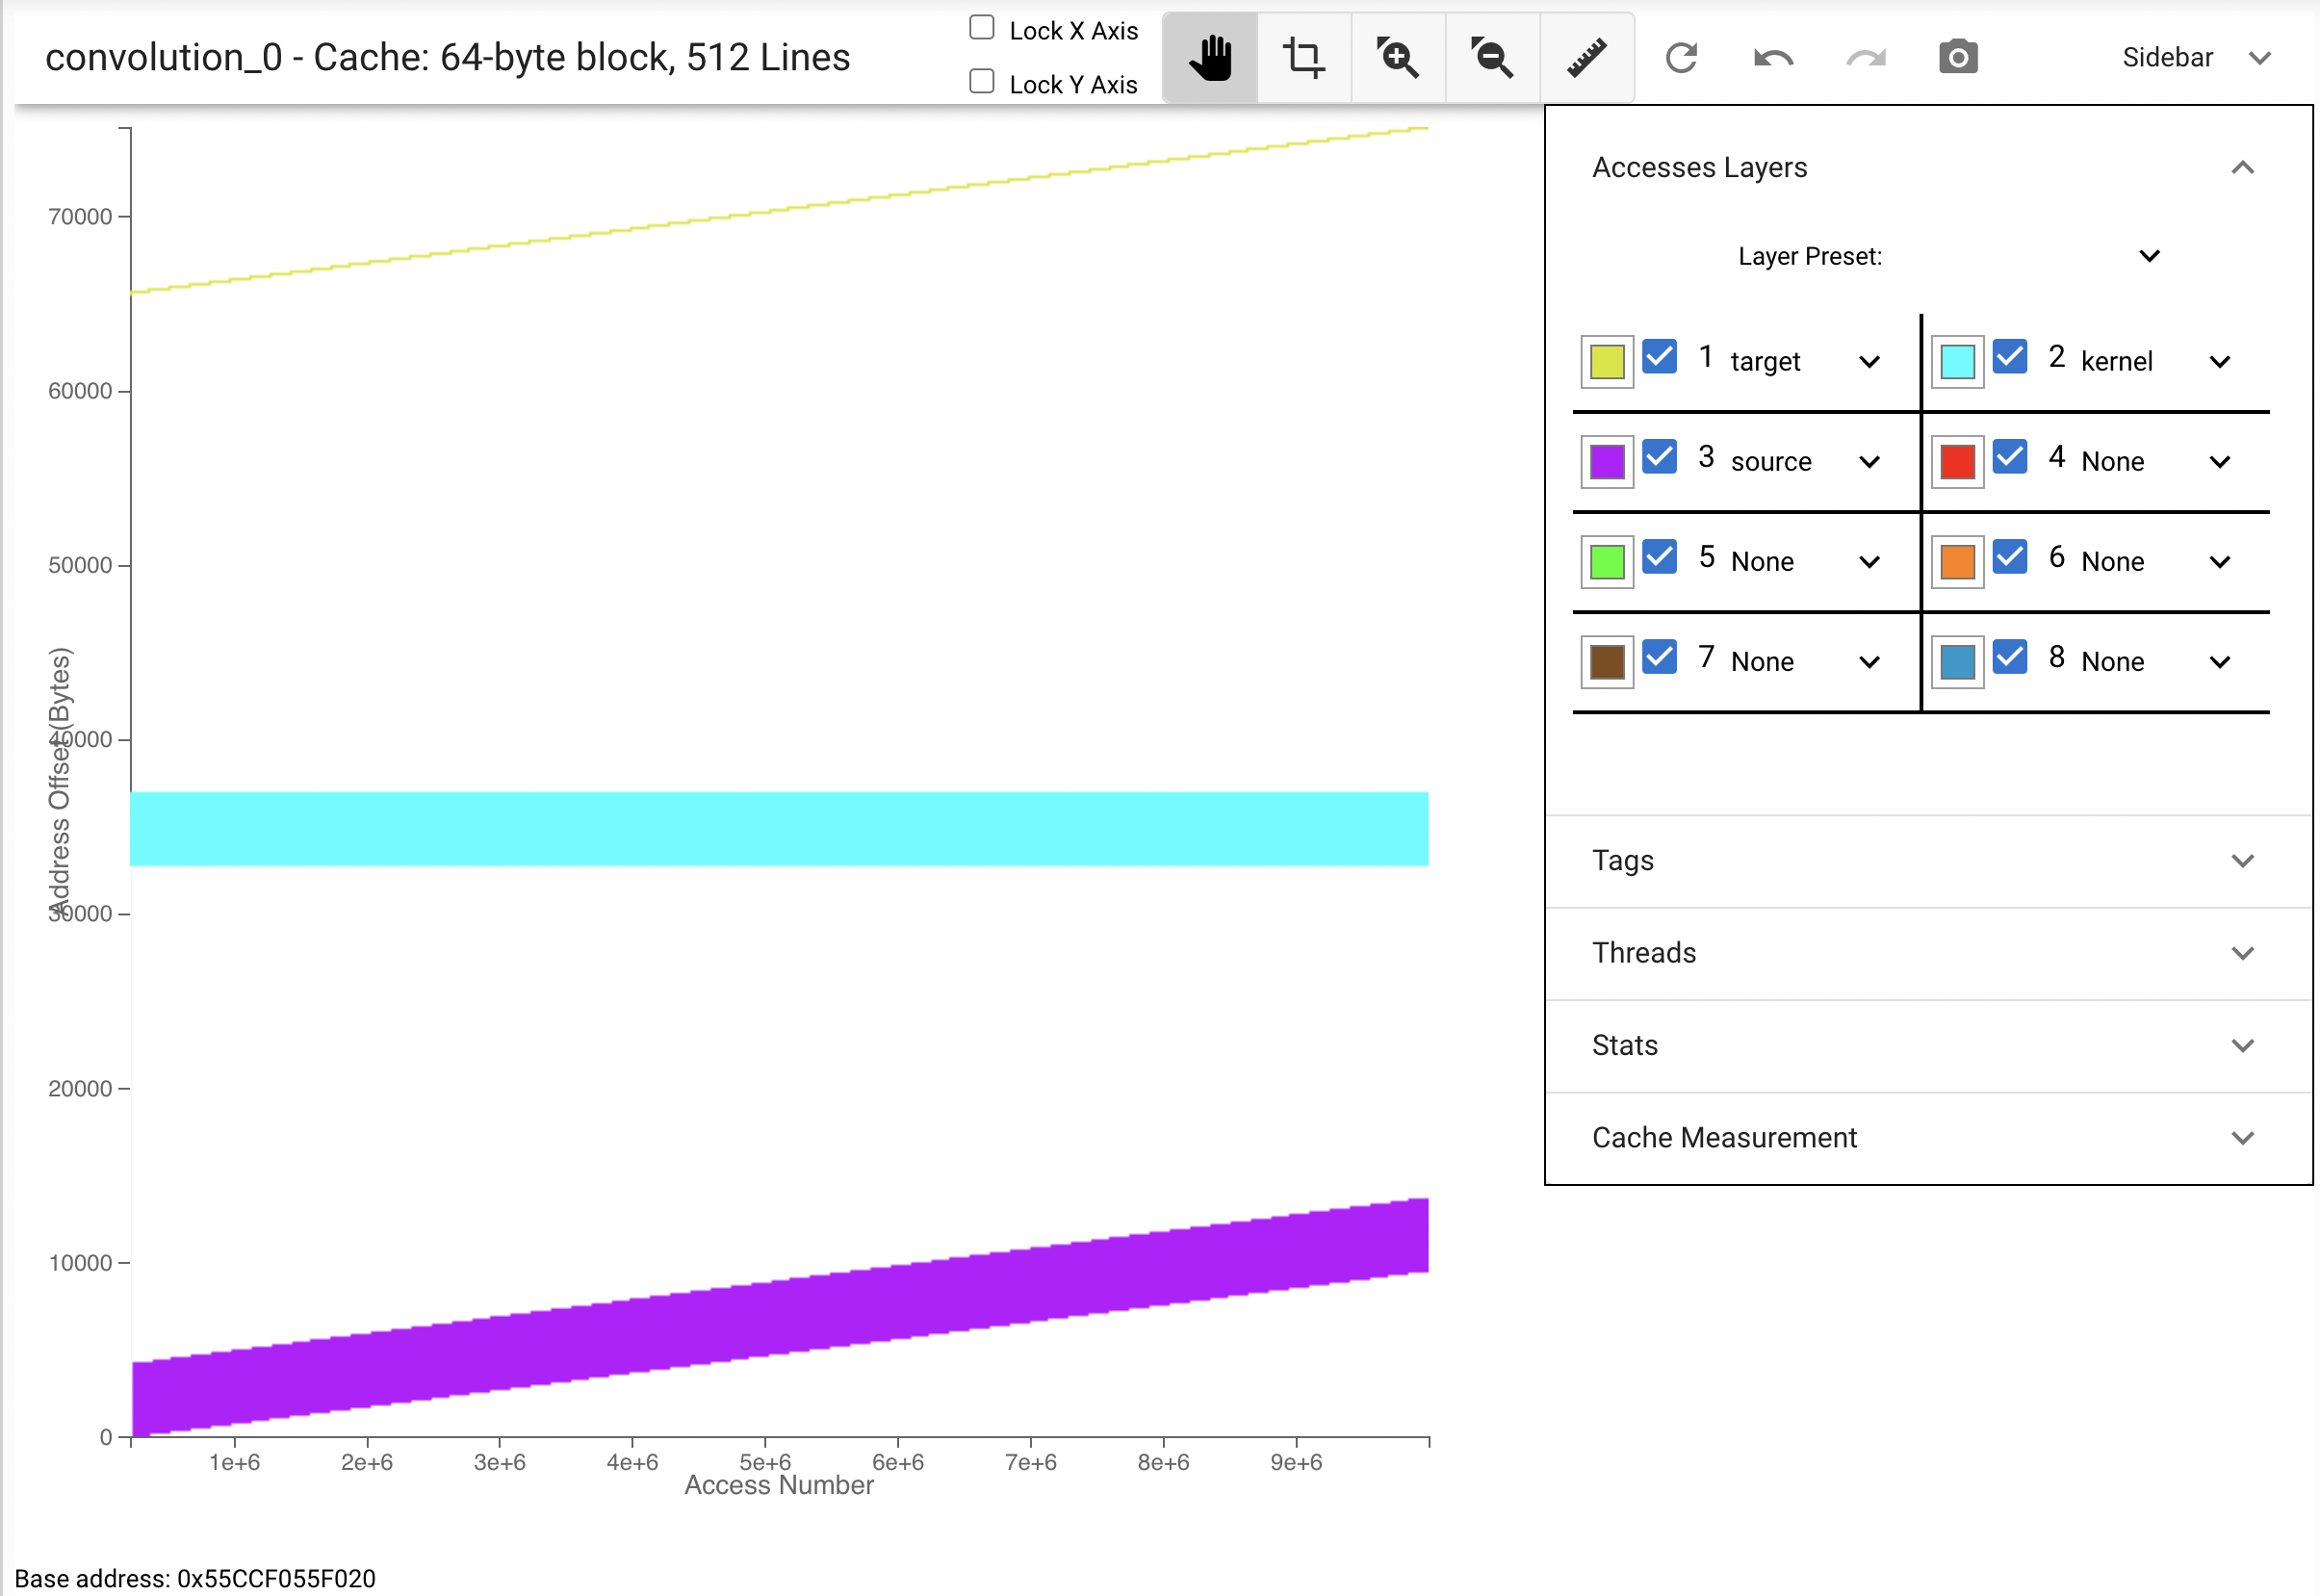 convolution_0 - Cache: 64-byte block, 512 Lines
Lock X Axis
Lock Y Axis
Sidebar
Accesses Layers
Layer Preset:
1 target
2 kernel
3 source
4 None
5 None
6 None
7 None
8 None
Tags
Threads
Stats
Cache Measurement
Address Offset (Bytes)
70000
60000
50000
40000
30000
20000
10000
0
1e+6 2e+6 3e+6 4e+6 5e+6 6e+6 7e+6 8e+6 9e+6
Access Number
Base address: 0x55CCF055F020